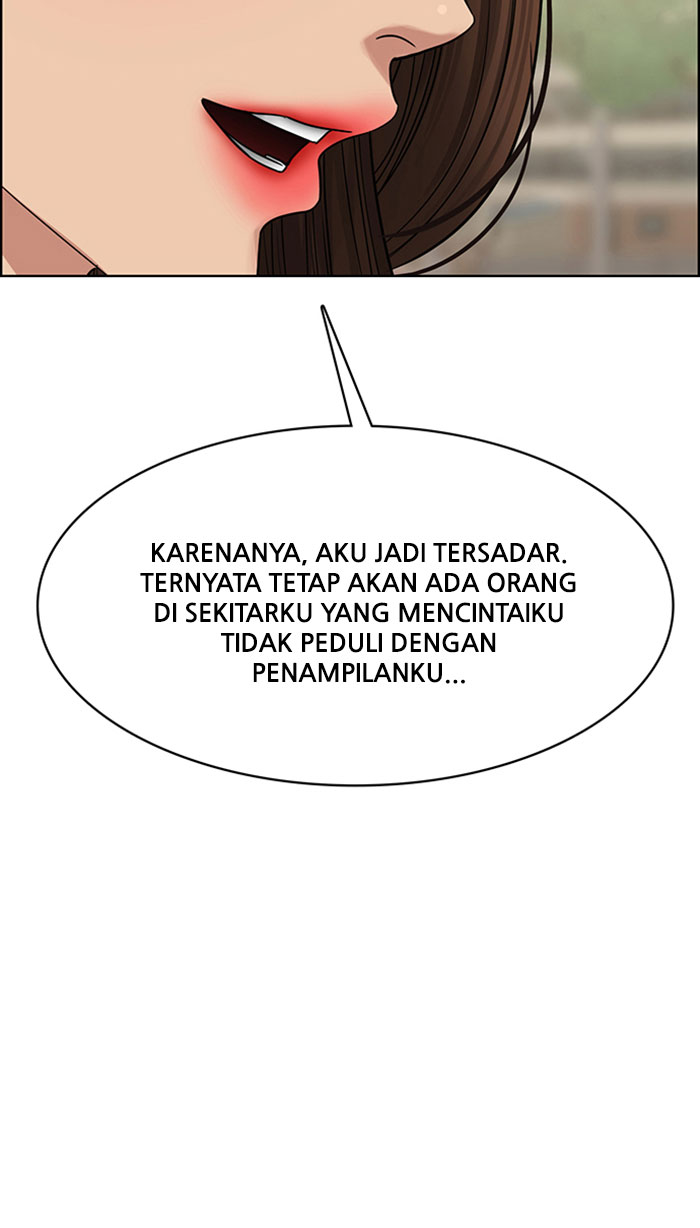 KARENANYA, AKU JADI TERSADAR.
TERNYATA TETAP AKAN ADA ORANG
DI SEKITARKU YANG MENCINTAIKU
TIDAK PEDULI DENGAN
PENAMPILANKU...